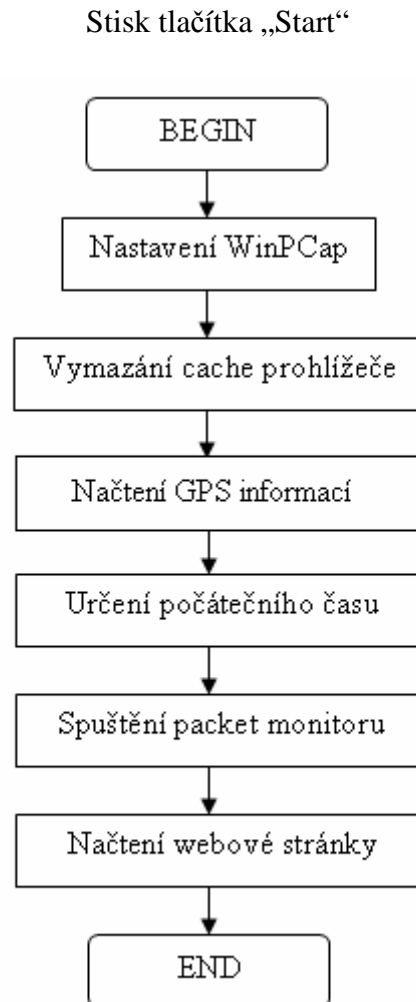 Stisk tlačítka „Start“
BEGIN
Nastavení WinPCap
Vymazání cache prohlížeče
Načtení GPS informací
Určení počátečního času
Spuštění packet monitoru
Načtení webové stránky
END